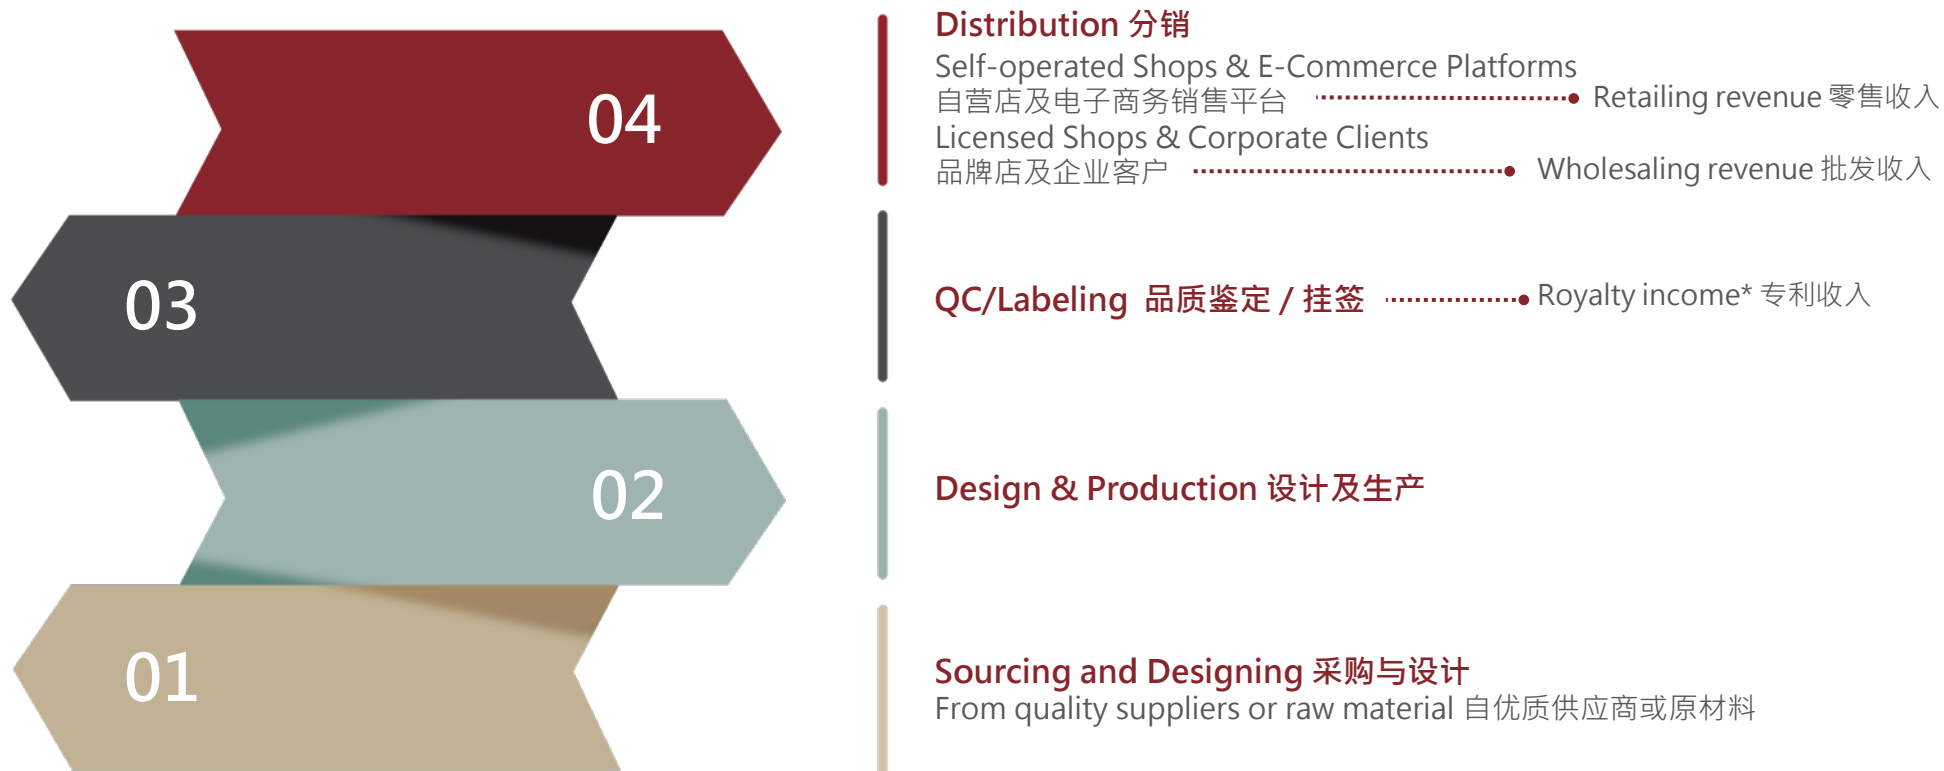 04
Distribution 分销
Self-operated Shops & E-Commerce Platforms
自营店及电子商务销售平台 Retailing revenue 零售收入
Licensed Shops & Corporate Clients
品牌店及企业客户 Wholesaling revenue 批发收入
03
QC/Labeling 品质鉴定 / 挂签 Royalty income* 专利收入
02
Design & Production 设计及生产
01
Sourcing and Designing 采购与设计
From quality suppliers or raw material 自优质供应商或原材料